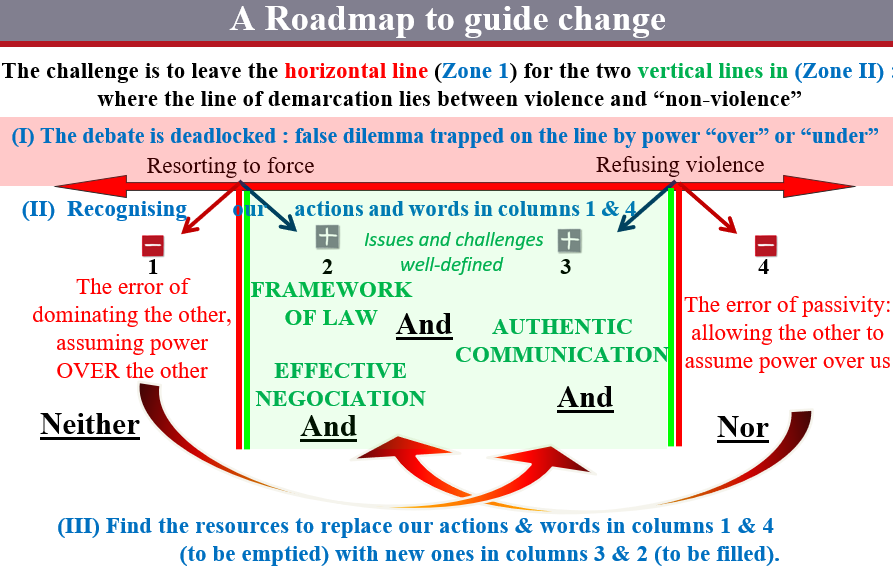 A Roadmap to guide change
The challenge is to leave the horizontal line (Zone 1) for the two vertical lines in (Zone II) :
where the line of demarcation lies between violence and “non-violence”
(I) The debate is deadlocked : false dilemma trapped on the line by power “over” or “under”
Resorting to force
Refusing violence
(II) Recognising our actions and words in columns 1 & 4
1
The error of
dominating the other,
assuming power
OVER the other
Neither
2
FRAMEWORK
OF LAW
And
EFFECTIVE
NEGOCIATION
And
Issues and challenges
well-defined
3
AUTHENTIC
COMMUNICATION
And
4
The error of passivity:
allowing the other to
assume power over us
Nor
(III) Find the resources to replace our actions & words in columns 1 & 4
(to be emptied) with new ones in columns 3 & 2 (to be filled).